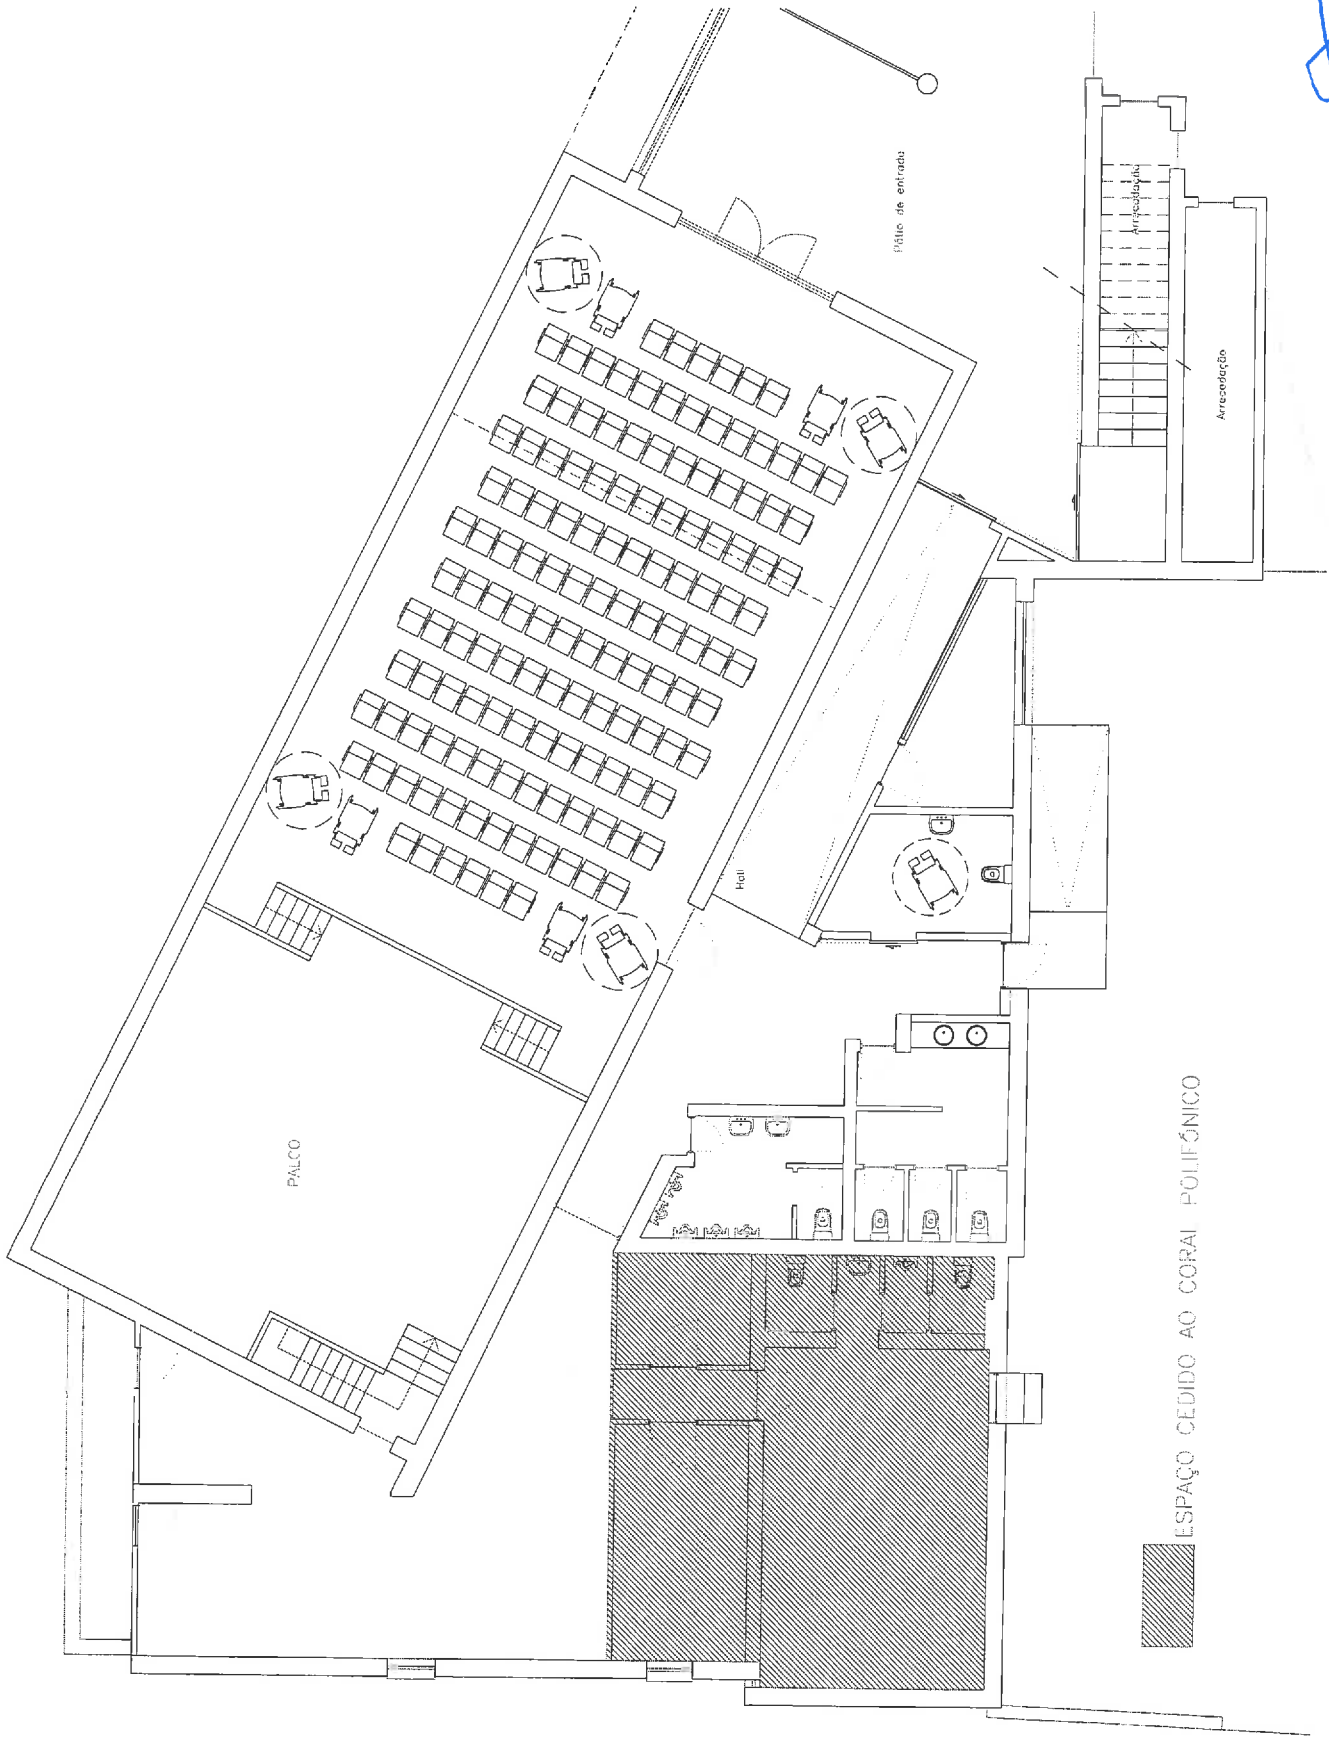 Pátio de entrada
Arrecadação
Arrecadação
Hall
PALCO
ESPAÇO CEDIDO AO CORAL POLIFÓNICO